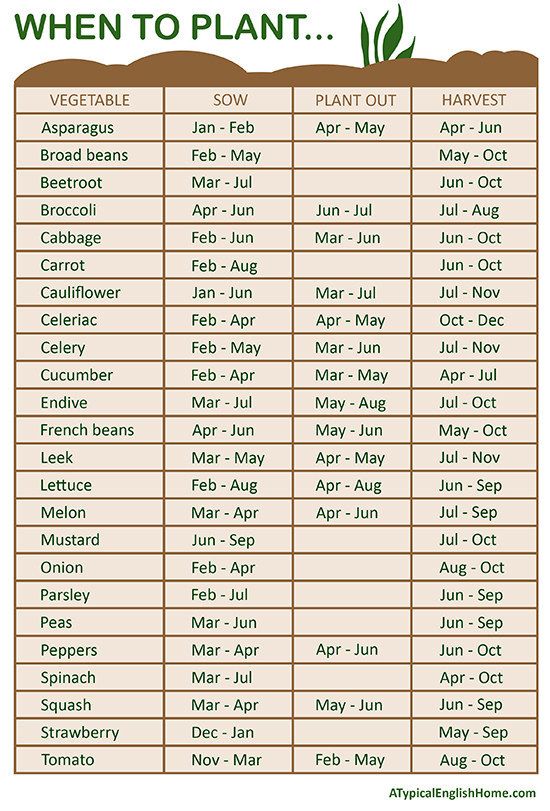 WHEN TO PLANT...
VEGETABLE SOW PLANT OUT HARVEST
Asparagus Jan - Feb Apr - May Apr - Jun
Broad beans Feb - May May - Oct
Beetroot Mar - Jul Jun - Oct
Broccoli Apr - Jun Jun - Jul Jul - Aug
Cabbage Feb - Jun Mar - Jun Jun - Oct
Carrot Feb - Aug Jun - Oct
Cauliflower Jan - Jun Mar - Jul Jul - Nov
Celeriac Feb - Apr Apr - May Oct - Dec
Celery Feb - May Mar - Jun Jul - Nov
Cucumber Feb - Apr Mar - May Apr - Jul
Endive Mar - Jul May - Aug Jul - Oct
French beans Apr - Jun May - Jun May - Oct
Leek Mar - May Apr - May Jul - Nov
Lettuce Feb - Aug Apr - Aug Jun - Sep
Melon Mar - Apr Apr - Jun Jul - Sep
Mustard Jun - Sep Jul - Oct
Onion Feb - Apr Aug - Oct
Parsley Feb - Jul Jun - Sep
Peas Mar - Jun Jun - Sep
Peppers Mar - Apr Apr - Jun Jun - Oct
Spinach Mar - Jul Apr - Oct
Squash Mar - Apr May - Jun Jun - Sep
Strawberry Dec - Jan May - Sep
Tomato Nov - Mar Feb - May Aug - Oct
ATypicalEnglishHome.com